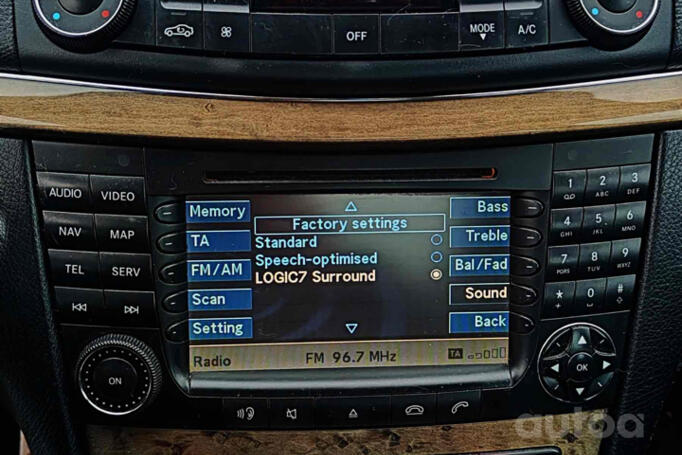 OFF
MODE
A/C
AUDIO
VIDEO
NAV
MAP
TEL
SERV
ON
Memory
TA
FM/AM
Scan
Setting
Factory settings
Standard
Speech-optimised
LOGIC7 Surround
Bass
Treble
Bal/Fad
Sound
Back
Radio FM 96.7 MHz TA
1
2 ABC
3 DEF
4 GHI
5 JKL
6 MNO
7 PQRS
8 TUV
9 WXYZ
*
0
#
OK
autoa